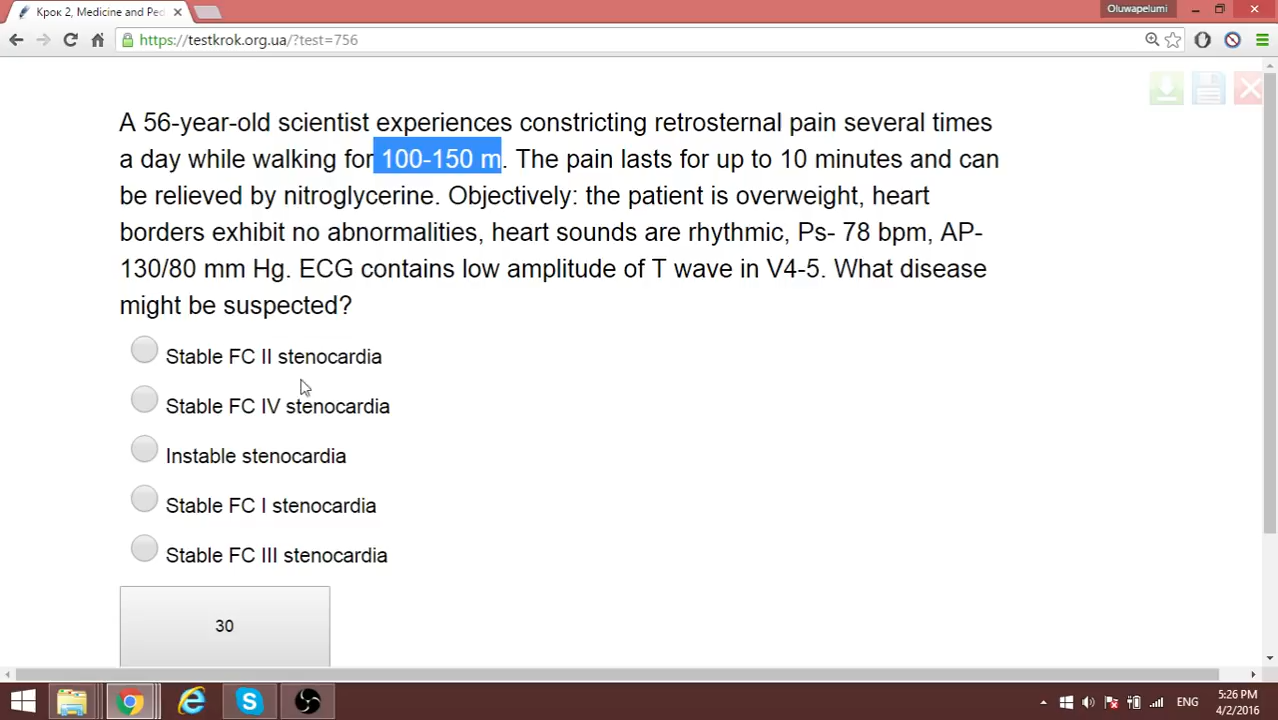 Крок 2, Medicine and Ped
Oluwapelumi
https://testkrok.org.ua/?test=756
A 56-year-old scientist experiences constricting retrosternal pain several times
a day while walking for 100-150 m. The pain lasts for up to 10 minutes and can
be relieved by nitroglycerine. Objectively: the patient is overweight, heart
borders exhibit no abnormalities, heart sounds are rhythmic, Ps- 78 bpm, AP-
130/80 mm Hg. ECG contains low amplitude of T wave in V4-5. What disease
might be suspected?
Stable FC II stenocardia
Stable FC IV stenocardia
Instable stenocardia
Stable FC I stenocardia
Stable FC III stenocardia
30
ENG
5:26 PM
4/2/2016